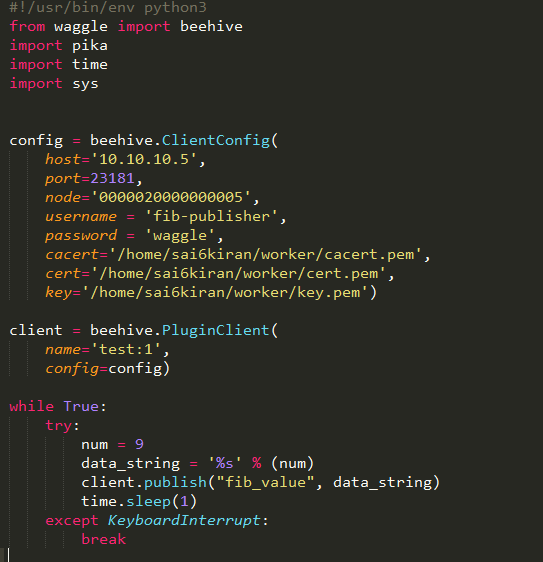 #!/usr/bin/env python3
from waggle import beehive
import pika
import time
import sys
config = beehive.ClientConfig(
    host='10.10.10.5',
    port=23181,
    node='0000020000000005',
    username = 'fib-publisher',
    password = 'waggle',
    cacert='/home/sai6kiran/worker/cacert.pem',
    cert='/home/sai6kiran/worker/cert.pem',
    key='/home/sai6kiran/worker/key.pem')
client = beehive.PluginClient(
    name='test:1',
    config=config)
while True:
    try:
        num = 9
        data_string = '%s' % (num)
        client.publish("fib_value", data_string)
        time.sleep(1)
    except KeyboardInterrupt:
        break